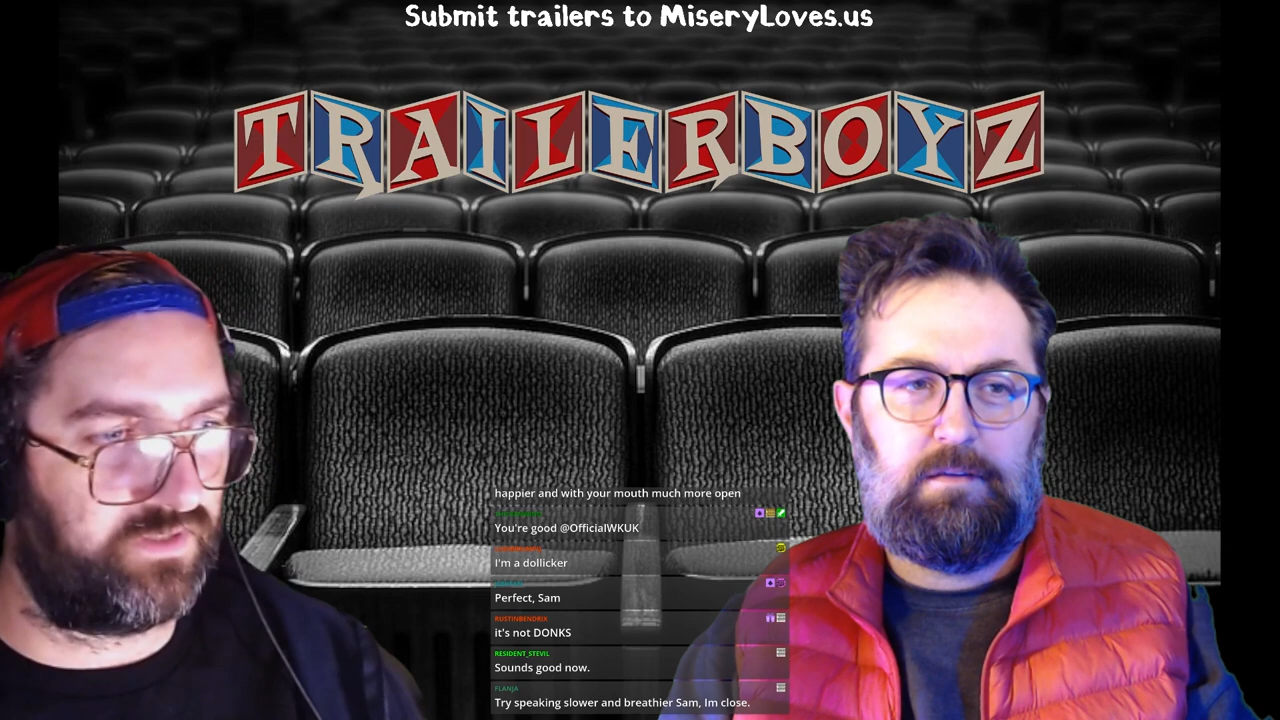 Submit trailers to MiseryLoves.us
TRAILERBOYZ
happier and with your mouth much more open
You're good @OfficialWKUK
I'm a dollicker
Perfect, Sam
RUSTINBENDRIX
it's not DONKS
RESIDENT_STEVIL
Sounds good now.
FLANJA
Try speaking slower and breathier Sam, Im close.